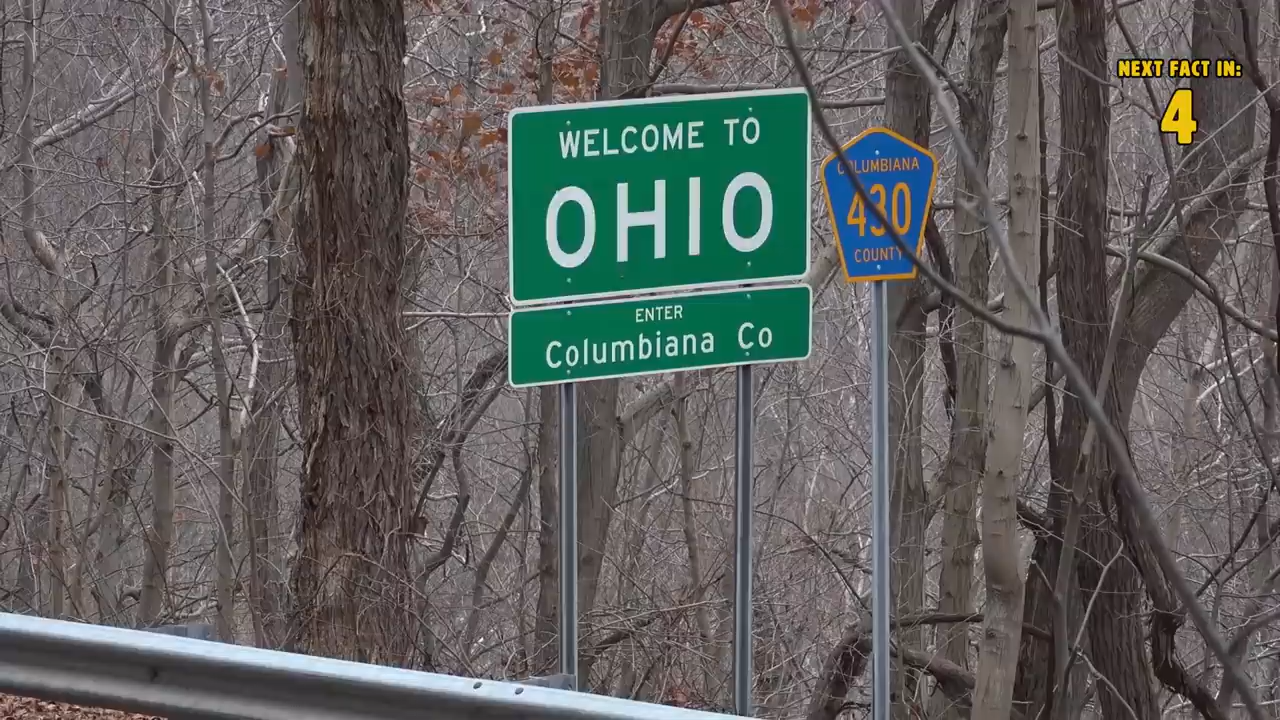 NEXT FACT IN:
4
WELCOME TO
OHIO
ENTER
Columbiana Co
COLUMBIANA
430
COUNTY